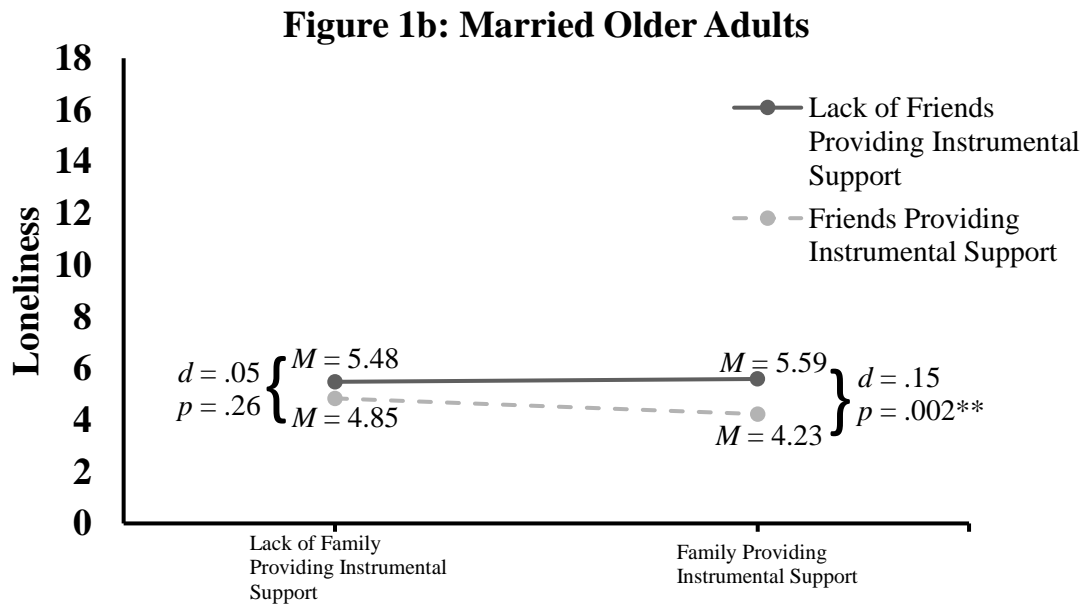 Figure 1b: Married Older Adults
18
16
14
12
10
8
6
4
2
0
Loneliness
Lack of Friends
Providing Instrumental
Support
Friends Providing
Instrumental Support
d = .05
p = .26
{
M = 5.48
M = 4.85
M = 5.59
M = 4.23
}
d = .15
p = .002**
Lack of Family
Providing Instrumental
Support
Family Providing
Instrumental Support